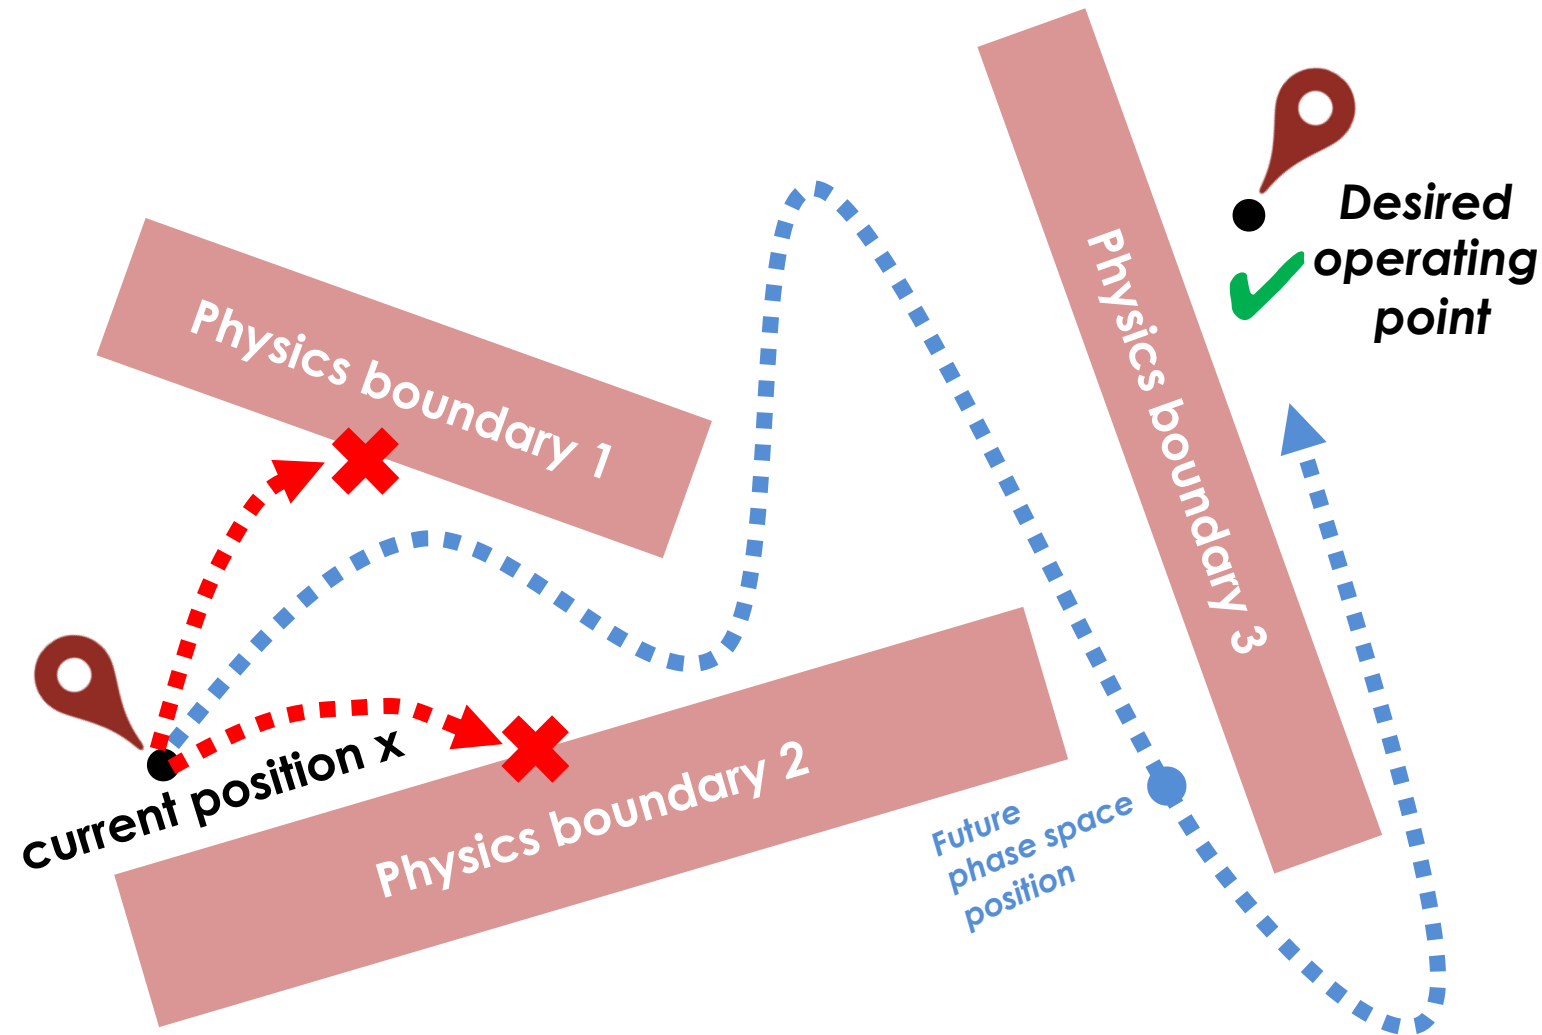 Physics boundary 1
Physics boundary 3
Desired
operating
point
current position x
Physics boundary 2
Future
phase space
position